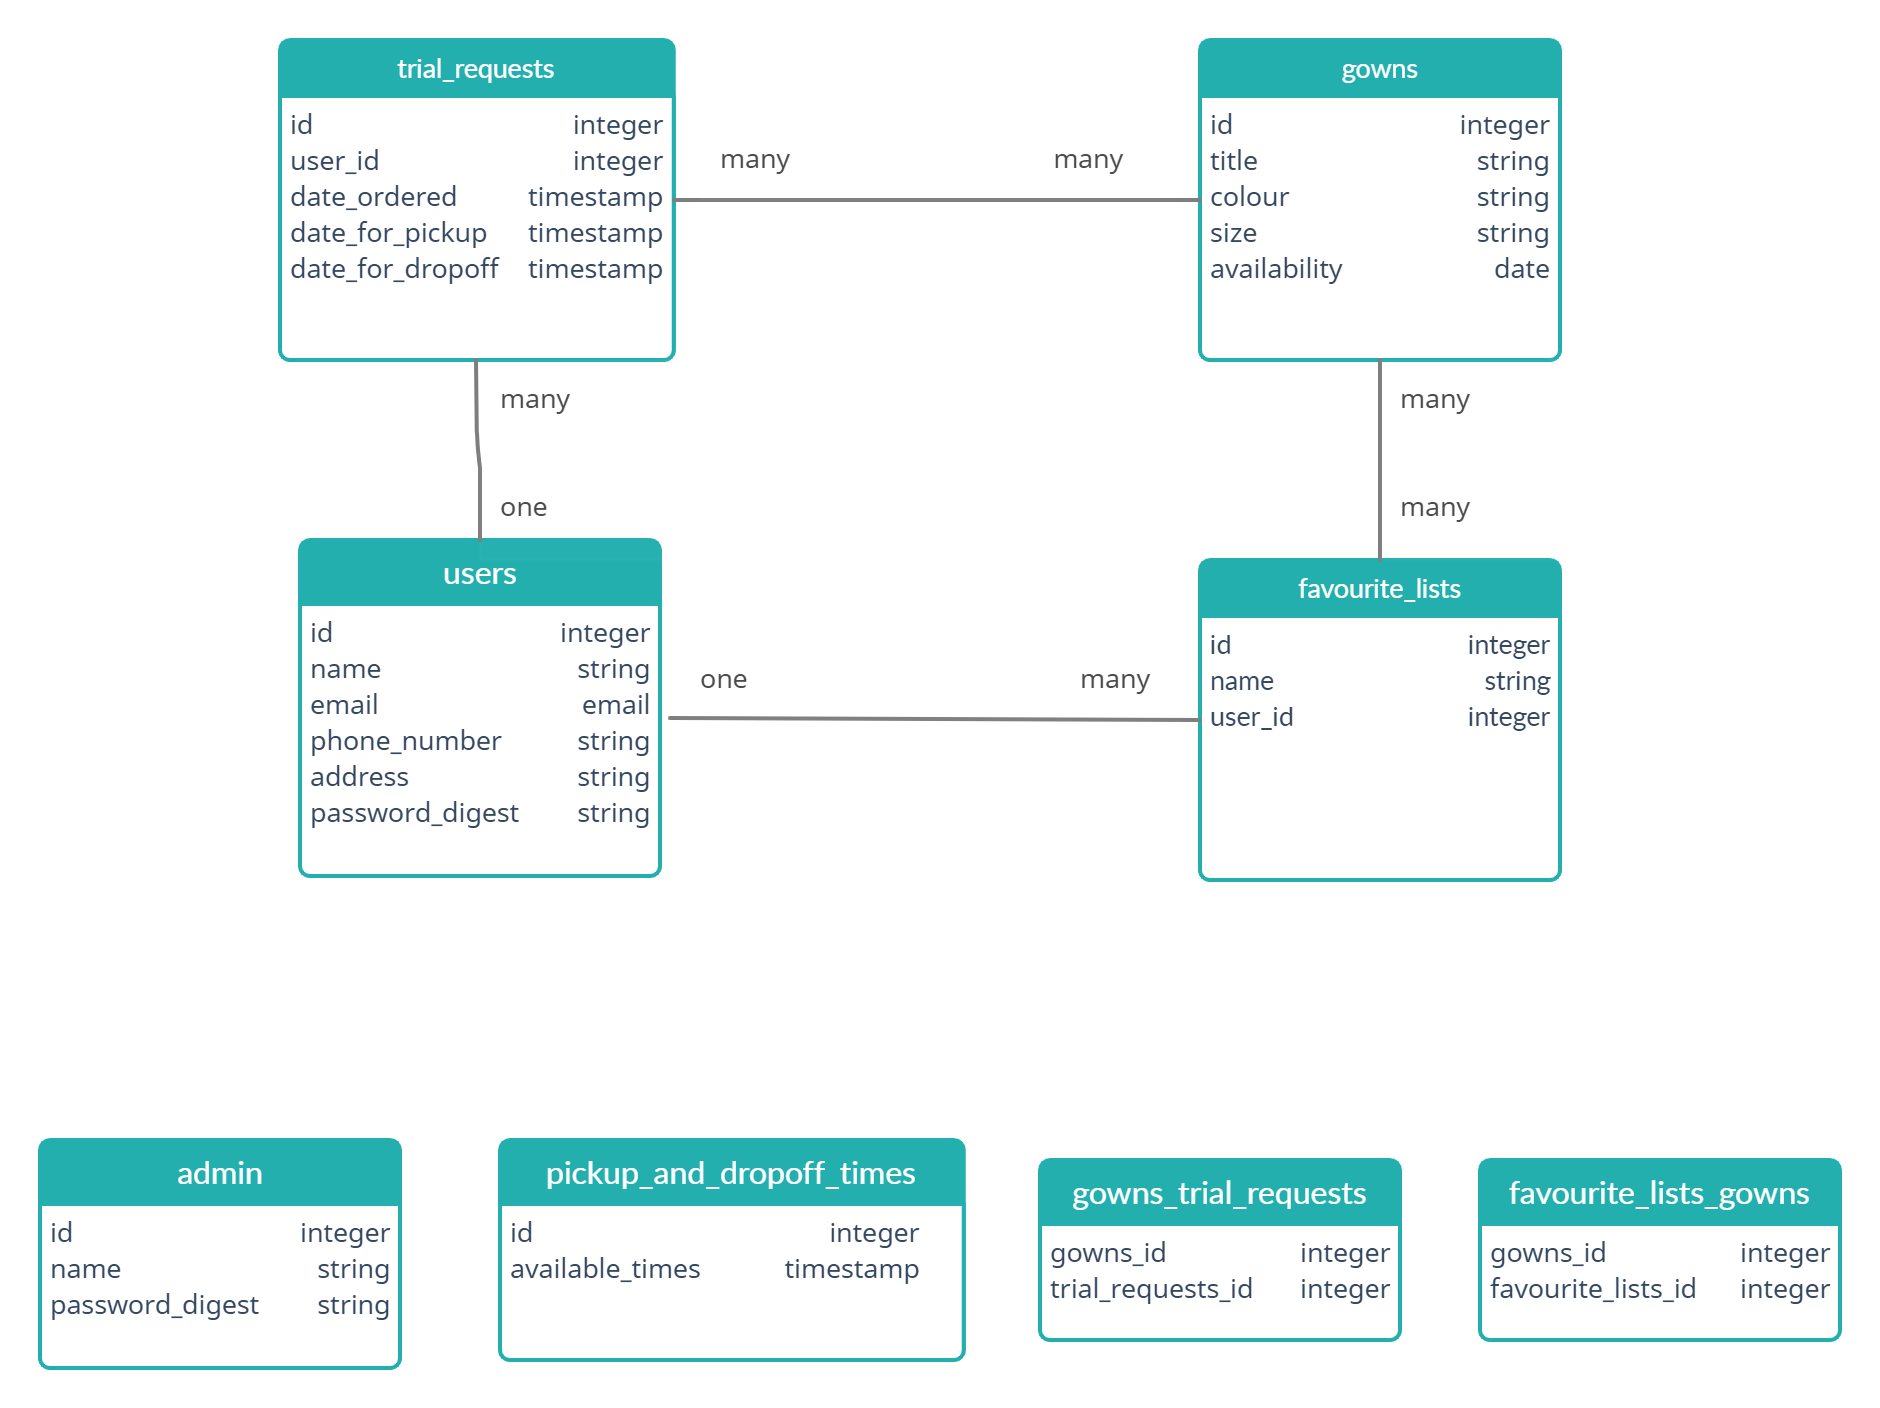 trial_requests
id integer
user_id integer
date_ordered timestamp
date_for_pickup timestamp
date_for_dropoff timestamp
many many
gowns
id integer
title string
colour string
size string
availability date
many
one
many
many
users
id integer
name string
email email
phone_number string
address string
password_digest string
one many
favourite_lists
id integer
name string
user_id integer
admin
id integer
name string
password_digest string
pickup_and_dropoff_times
id integer
available_times timestamp
gowns_trial_requests
gowns_id integer
trial_requests_id integer
favourite_lists_gowns
gowns_id integer
favourite_lists_id integer